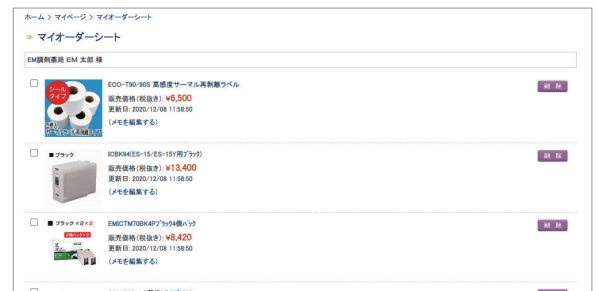 ホーム > マイページ > マイオーダーシート
» マイオーダーシート
EM調剤薬局 EM 太郎 様
シール
タイプ
ECO-T90/90S 高感度サーマル再剥離ラベル
販売価格(税抜き): ¥6,500
更新日: 2020/12/08 11:58:50
(メモを編集する)
削除
■ ブラック
ICBK94(ES-15/ES-15Y用ブラック)
販売価格(税抜き): ¥13,400
更新日: 2020/12/08 11:58:50
(メモを編集する)
削除
■ ブラック×2×2
EMICTM70BK4Pブラック4個パック
販売価格(税抜き): ¥8,420
更新日: 2020/12/08 11:58:50
(メモを編集する)
削除